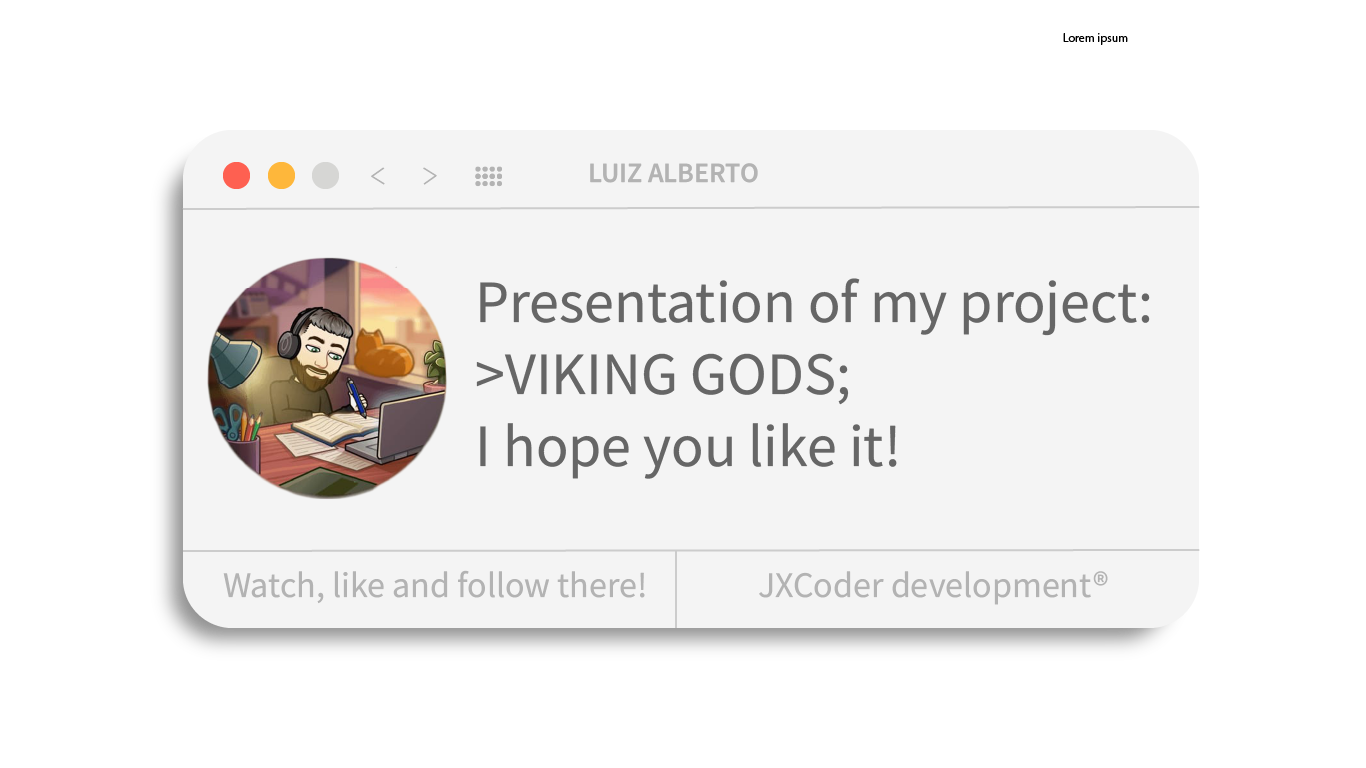 Lorem ipsum
LUIZ ALBERTO
Presentation of my project:
>VIKING GODS;
I hope you like it!
Watch, like and follow there!
JXCoder development®